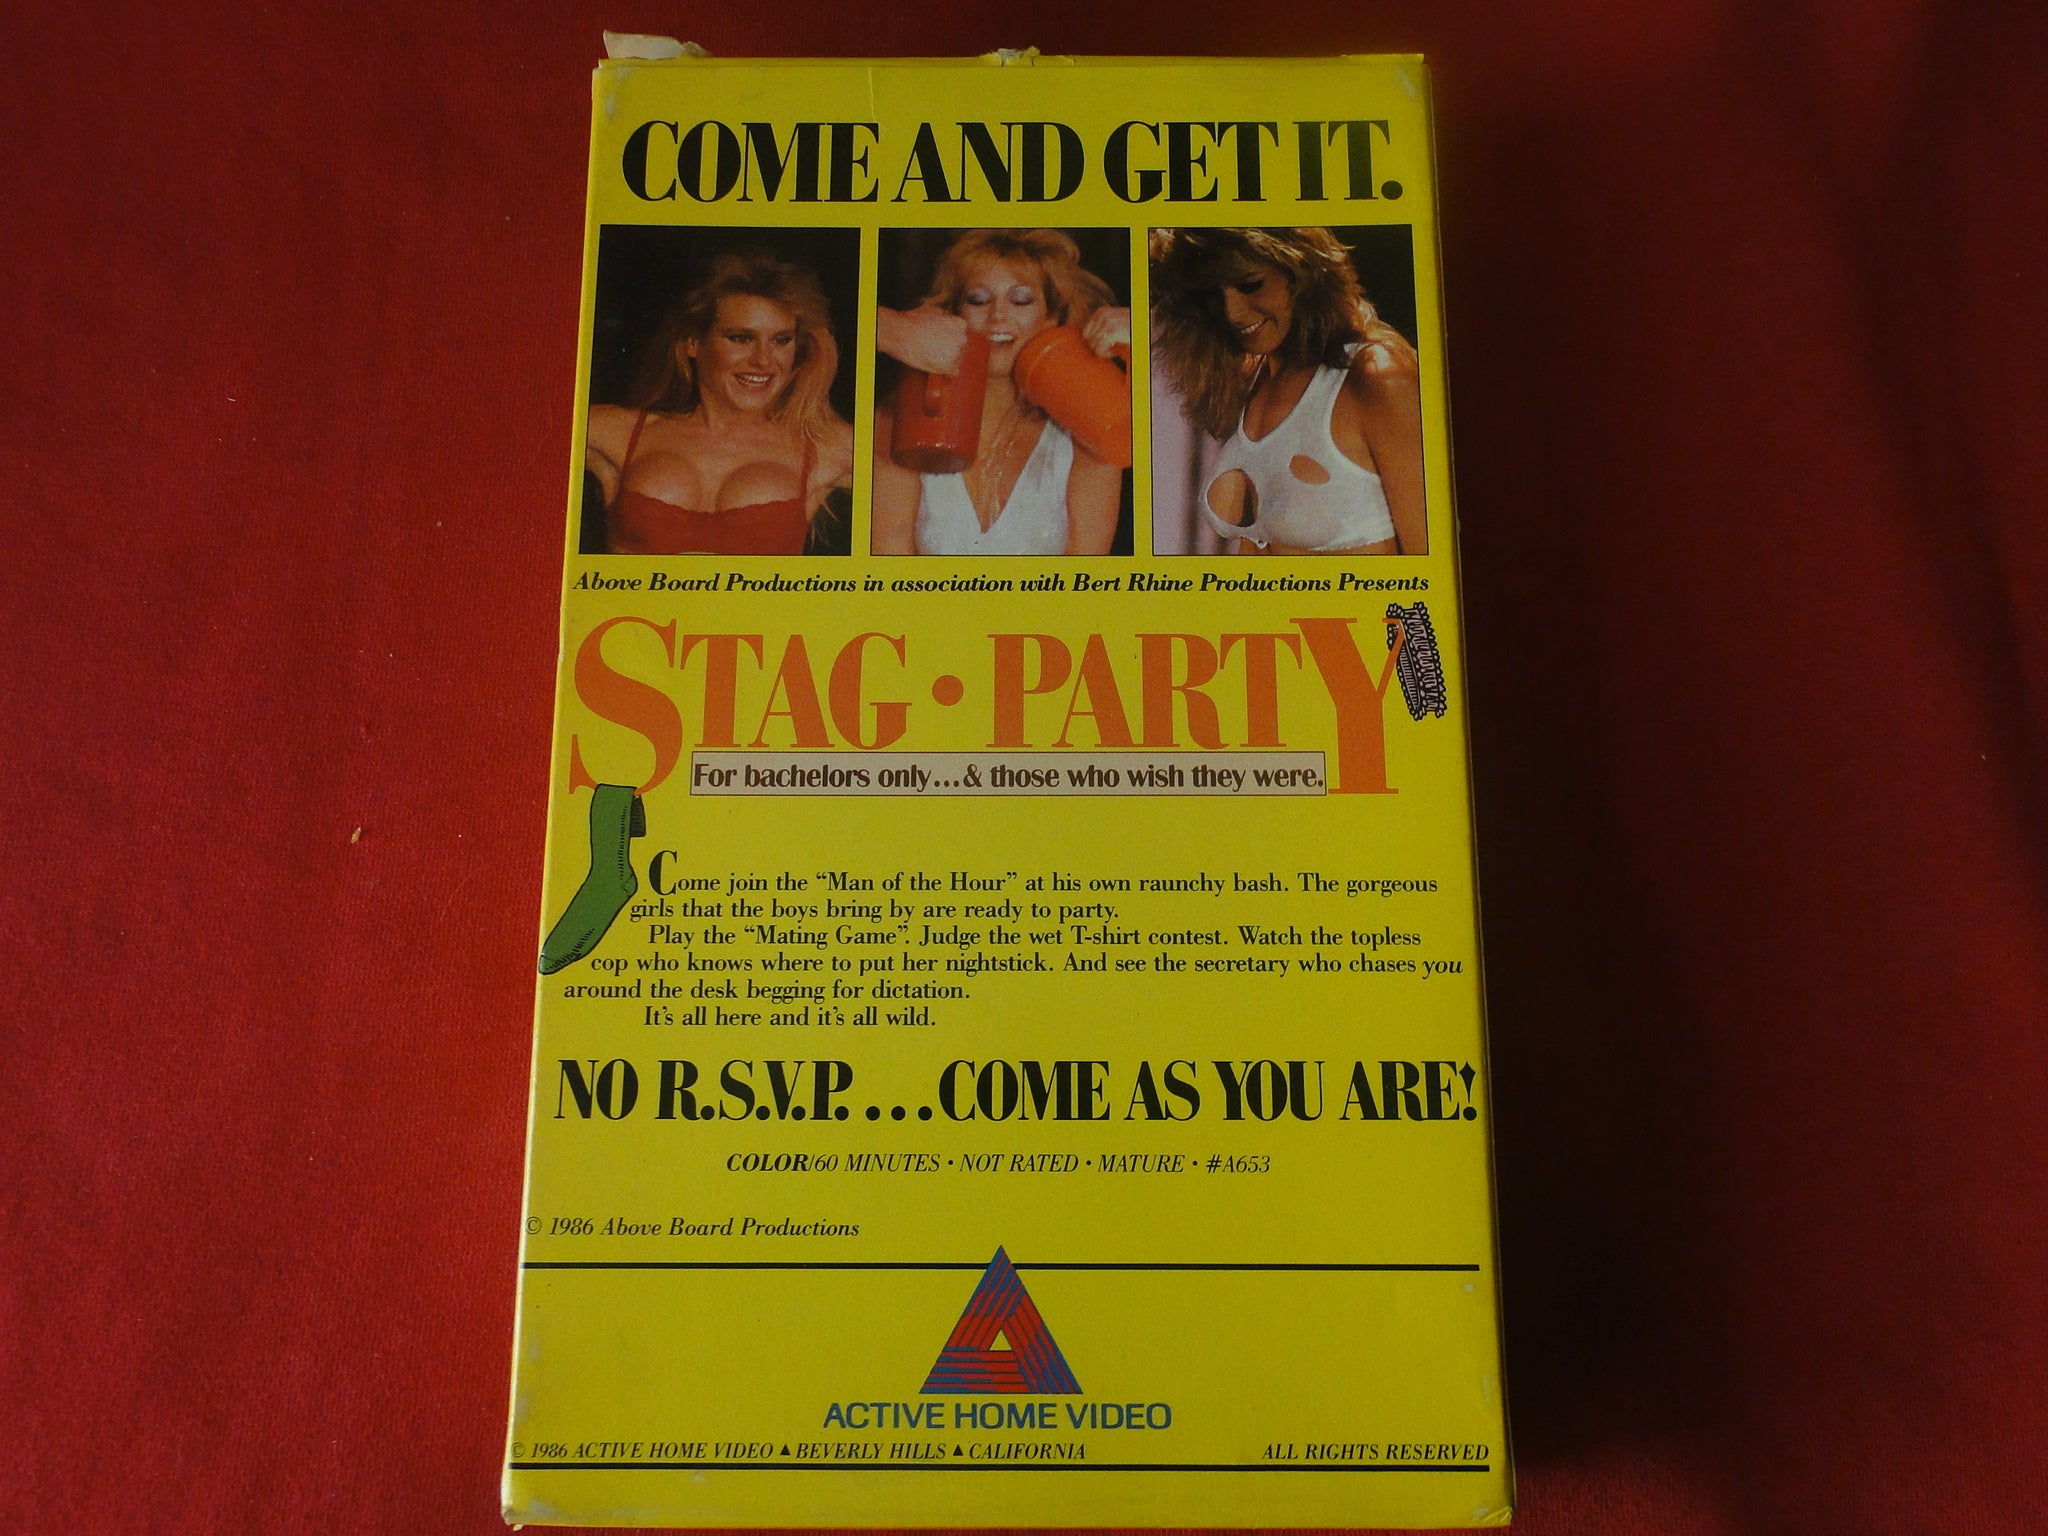 COME AND GET IT.
Above Board Productions in association with Bert Rhine Productions Presents
STAG • PARTY
For bachelors only...& those who wish they were.
Come join the “Man of the Hour” at his own raunchy bash. The gorgeous
girls that the boys bring by are ready to party.
Play the “Mating Game”. Judge the wet T-shirt contest. Watch the topless
cop who knows where to put her nightstick. And see the secretary who chases you
around the desk begging for dictation.
It's all here and it's all wild.
NO R.S.V.P. ...COME AS YOU ARE!
COLOR/60 MINUTES • NOT RATED • MATURE • #A653
© 1986 Above Board Productions
ACTIVE HOME VIDEO
© 1986 ACTIVE HOME VIDEO ▲ BEVERLY HILLS ▲ CALIFORNIA ALL RIGHTS RESERVED